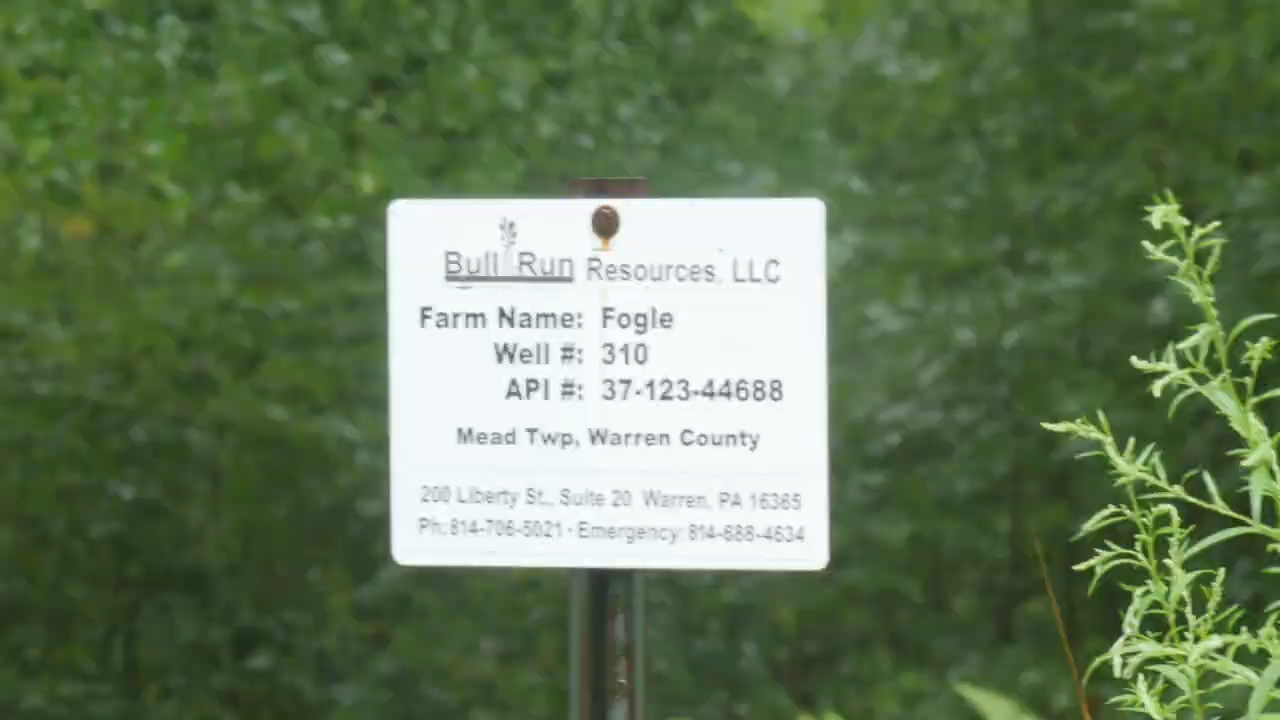 Bull Run Resources, LLC
Farm Name: Fogle
Well #: 310
API #: 37-123-44688
Mead Twp, Warren County
200 Liberty St., Suite 20 Warren, PA 16365
Ph:814-706-5021 · Emergency: 814-688-4634